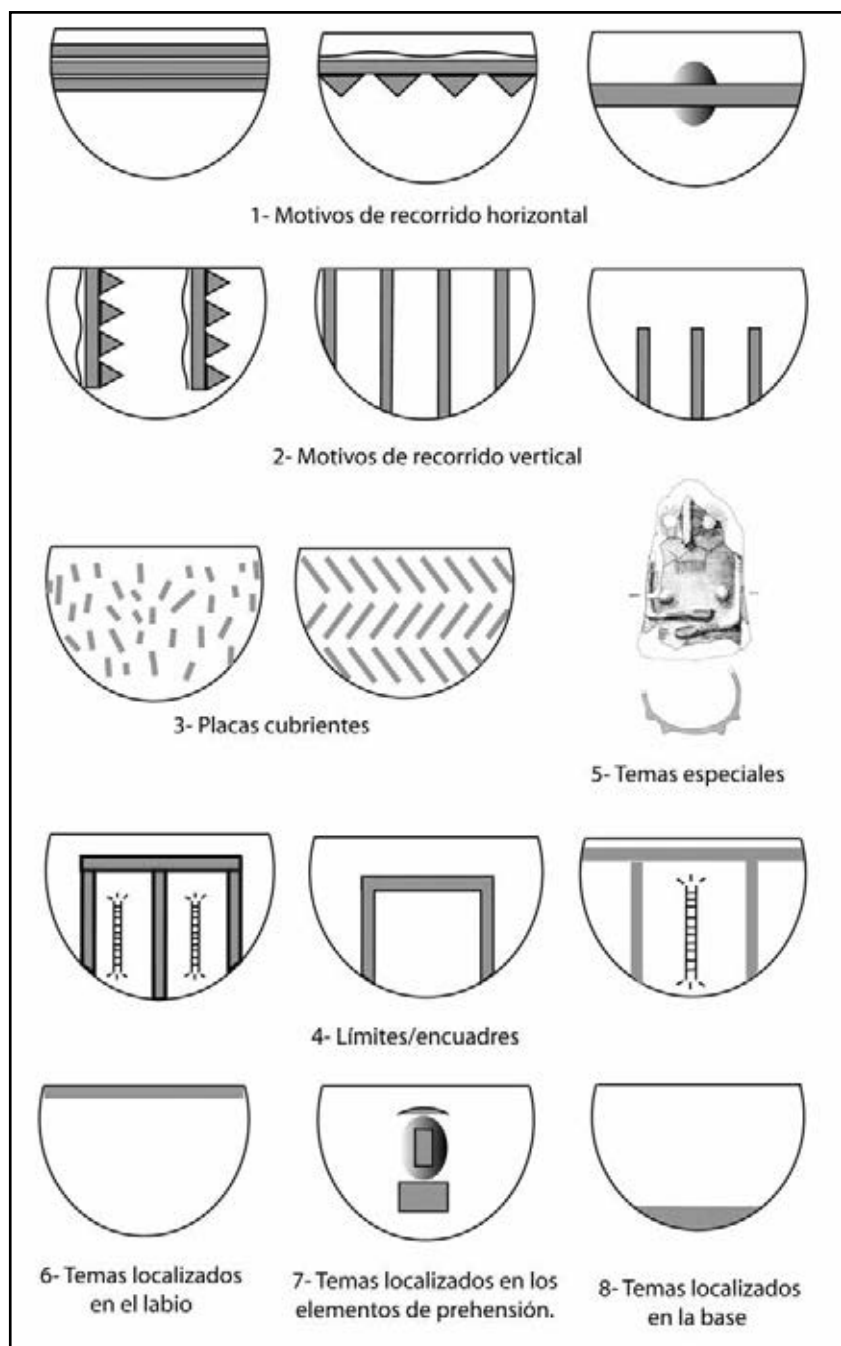 1- Motivos de recorrido horizontal
2- Motivos de recorrido vertical
3- Placas cubrientes
5- Temas especiales
4- Límites/encuadres
6- Temas localizados
en el labio
7- Temas localizados en los
elementos de prehensión.
8- Temas localizados
en la base